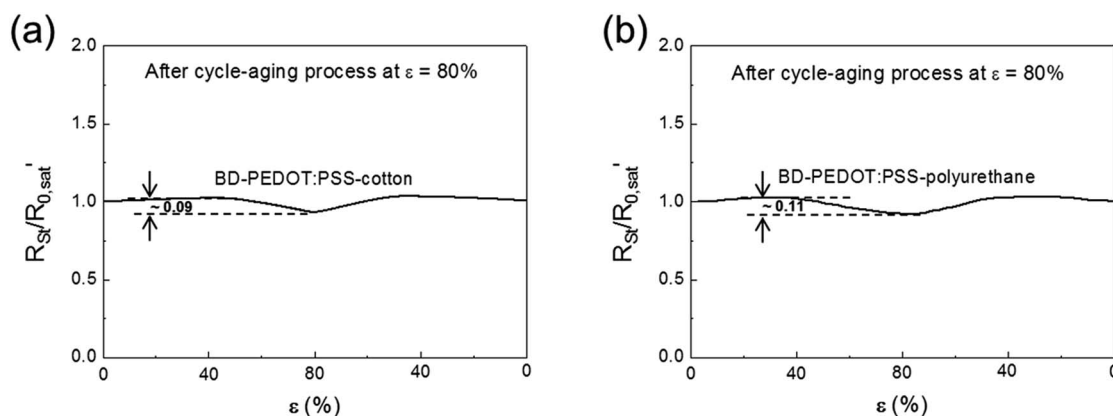 (a)
2.0
After cycle-aging process at ε = 80%
1.5
BD-PEDOT:PSS-cotton
1.0
~ 0.09
0.5
0.0
0 40 80 40 0
ε (%)
R_St/R_0,sat'
(b)
2.0
After cycle-aging process at ε = 80%
1.5
BD-PEDOT:PSS-polyurethane
1.0
~ 0.11
0.5
0.0
0 40 80 40 0
ε (%)
R_St/R_0,sat'